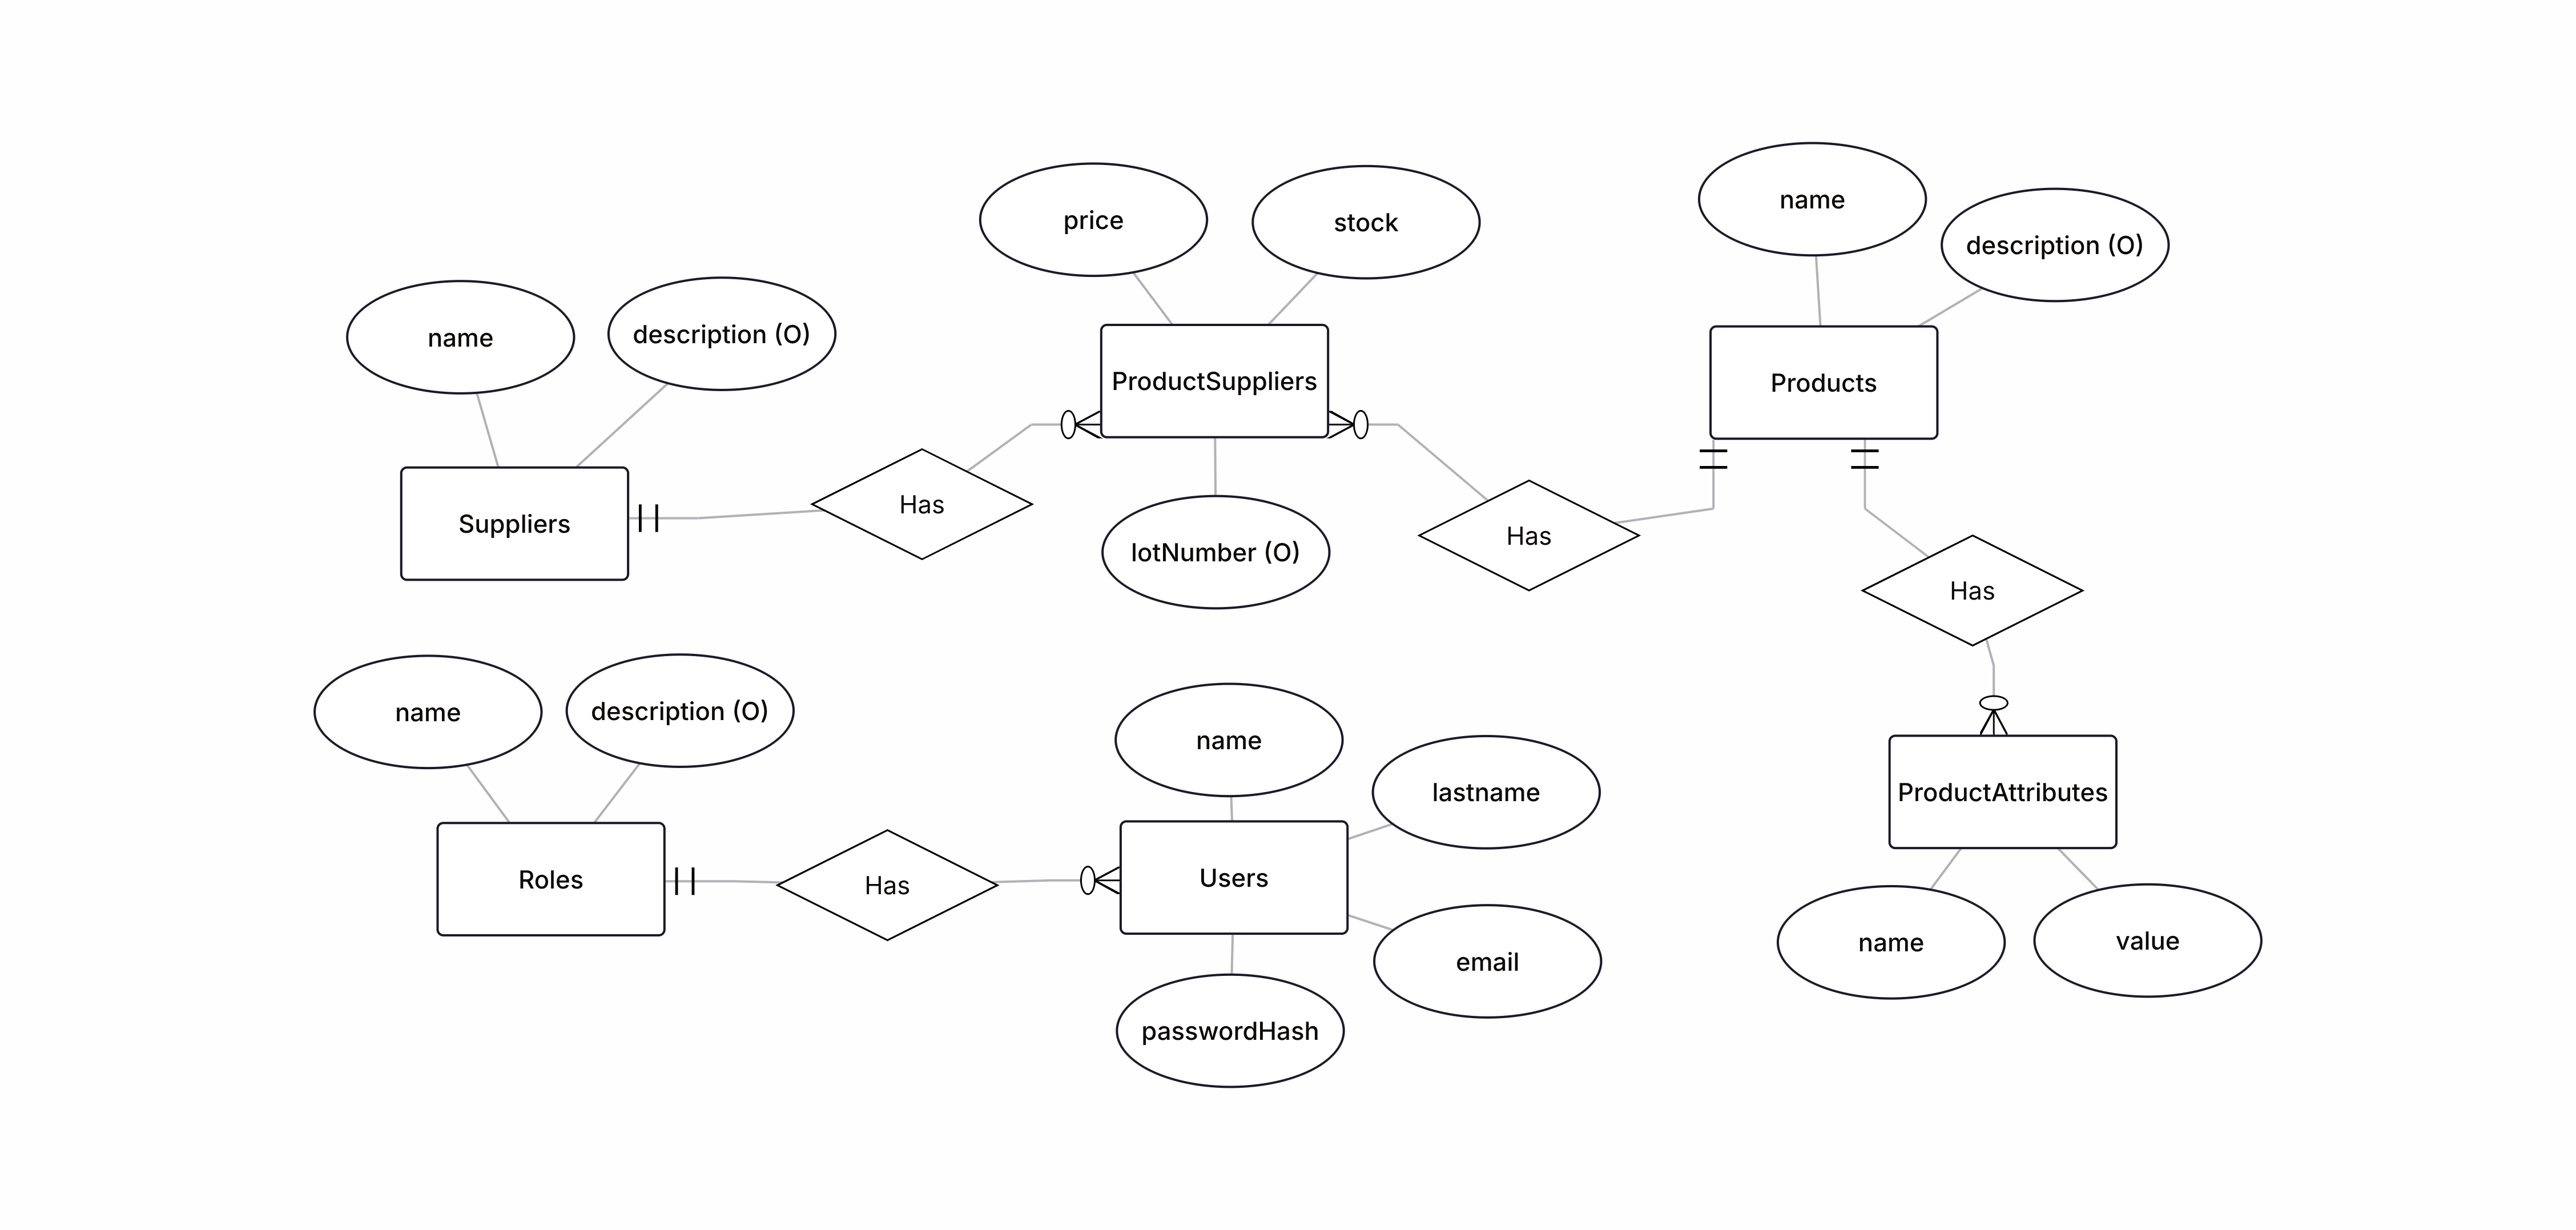 name
description (O)
price
stock
name
description (O)
ProductSuppliers
Products
Suppliers
Has
lotNumber (O)
Has
Has
name
description (O)
name
lastname
ProductAttributes
Roles
Has
Users
email
name
value
passwordHash